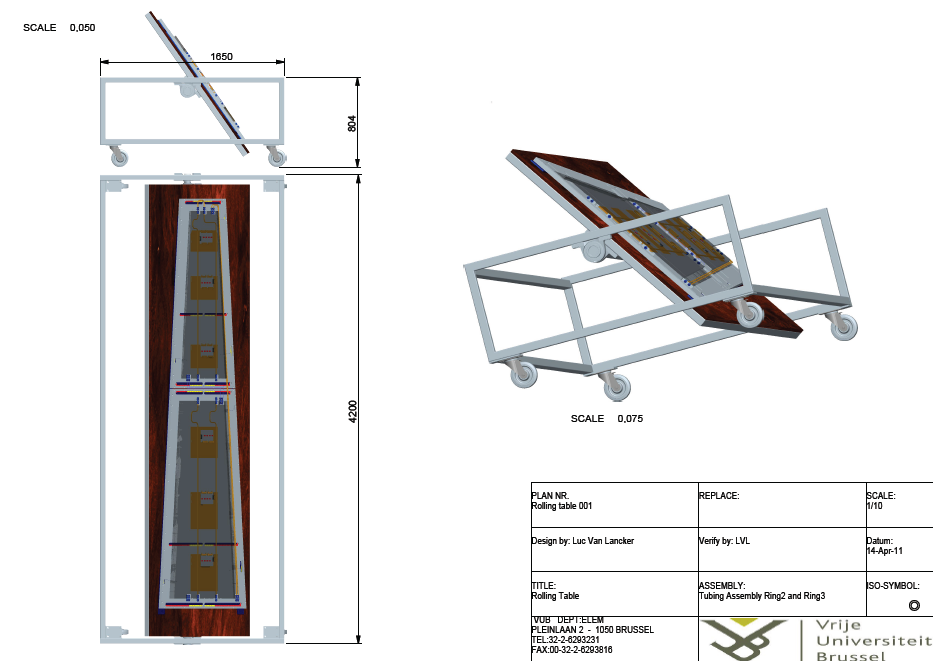 SCALE 0,050
1650
804
4200
SCALE 0,075
PLAN NR.
Rolling table 001
REPLACE:
SCALE:
1/10
Design by: Luc Van Lancker
Verify by: LVL
Datum:
14-Apr-11
TITLE:
Rolling Table
ASSEMBLY:
Tubing Assembly Ring2 and Ring3
ISO-SYMBOL:
VUB DEPT:ELEM
PLEINLAAN 2 - 1050 BRUSSEL
TEL:32-2-6293231
FAX:00-32-2-6293816
Vrije
Universiteit
Brussel